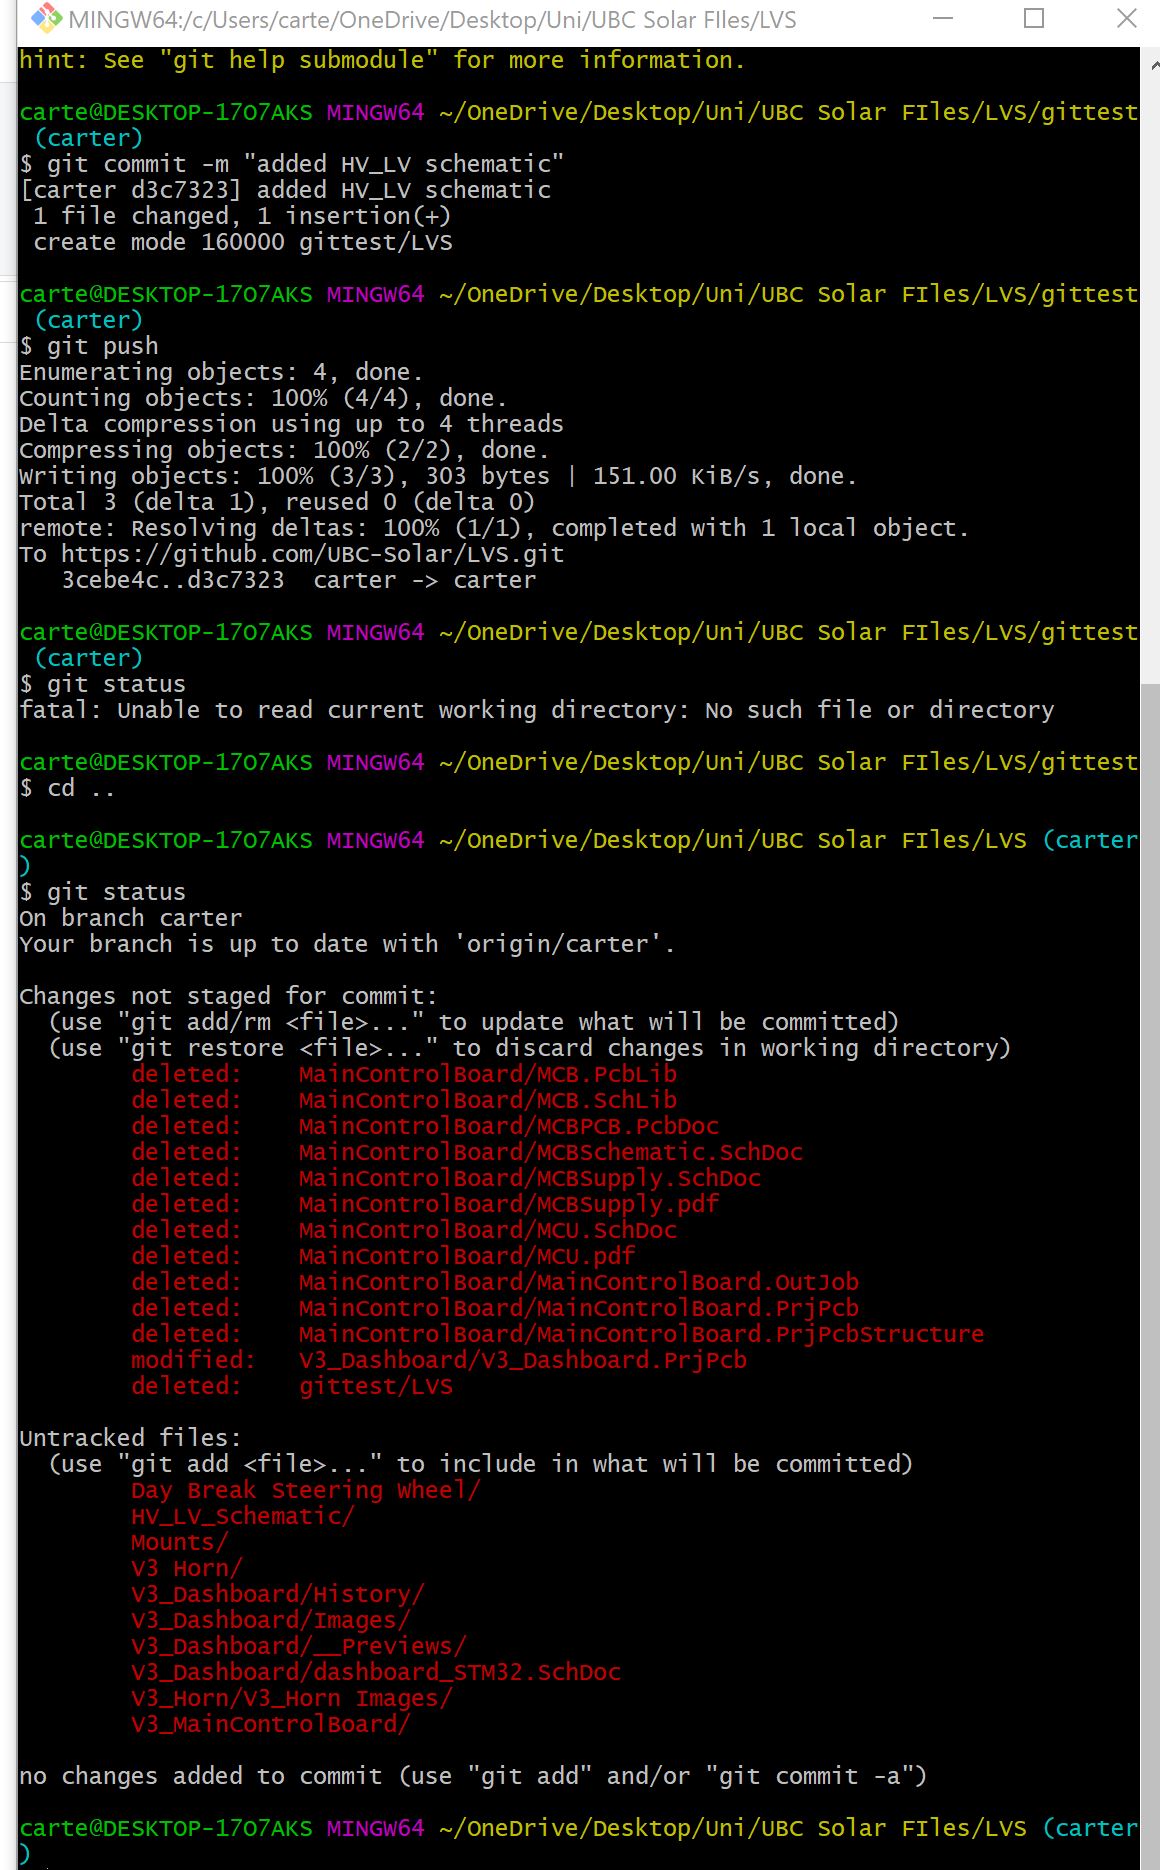 MINGW64:/c/Users/carte/OneDrive/Desktop/Uni/UBC Solar FIles/LVS
hint: See "git help submodule" for more information.
carte@DESKTOP-17O7AKS MINGW64 ~/OneDrive/Desktop/Uni/UBC Solar FIles/LVS/gittest
(carter)
$ git commit -m "added HV_LV schematic"
[carter d3c7323] added HV_LV schematic
1 file changed, 1 insertion(+)
create mode 160000 gittest/LVS
carte@DESKTOP-17O7AKS MINGW64 ~/OneDrive/Desktop/Uni/UBC Solar FIles/LVS/gittest
(carter)
$ git push
Enumerating objects: 4, done.
Counting objects: 100% (4/4), done.
Delta compression using up to 4 threads
Compressing objects: 100% (2/2), done.
Writing objects: 100% (3/3), 303 bytes | 151.00 KiB/s, done.
Total 3 (delta 1), reused 0 (delta 0)
remote: Resolving deltas: 100% (1/1), completed with 1 local object.
To https://github.com/UBC-Solar/LVS.git
3cebe4c..d3c7323  carter -> carter
carte@DESKTOP-17O7AKS MINGW64 ~/OneDrive/Desktop/Uni/UBC Solar FIles/LVS/gittest
(carter)
$ git status
fatal: Unable to read current working directory: No such file or directory
carte@DESKTOP-17O7AKS MINGW64 ~/OneDrive/Desktop/Uni/UBC Solar FIles/LVS/gittest
$ cd ..
carte@DESKTOP-17O7AKS MINGW64 ~/OneDrive/Desktop/Uni/UBC Solar FIles/LVS (carter
)
$ git status
On branch carter
Your branch is up to date with 'origin/carter'.
Changes not staged for commit:
(use "git add/rm <file>..." to update what will be committed)
(use "git restore <file>..." to discard changes in working directory)
deleted:    MainControlBoard/MCB.PcbLib
deleted:    MainControlBoard/MCB.SchLib
deleted:    MainControlBoard/MCBPCB.PcbDoc
deleted:    MainControlBoard/MCBSchematic.SchDoc
deleted:    MainControlBoard/MCBSupply.SchDoc
deleted:    MainControlBoard/MCBSupply.pdf
deleted:    MainControlBoard/MCU.SchDoc
deleted:    MainControlBoard/MCU.pdf
deleted:    MainControlBoard/MainControlBoard.OutJob
deleted:    MainControlBoard/MainControlBoard.PrjPcb
deleted:    MainControlBoard/MainControlBoard.PrjPcbStructure
modified:   V3_Dashboard/V3_Dashboard.PrjPcb
deleted:    gittest/LVS
Untracked files:
(use "git add <file>..." to include in what will be committed)
Day Break Steering Wheel/
HV_LV_Schematic/
Mounts/
V3 Horn/
V3_Dashboard/History/
V3_Dashboard/Images/
V3_Dashboard/__Previews/
V3_Dashboard/dashboard_STM32.SchDoc
V3_Horn/V3_Horn Images/
V3_MainControlBoard/
no changes added to commit (use "git add" and/or "git commit -a")
carte@DESKTOP-17O7AKS MINGW64 ~/OneDrive/Desktop/Uni/UBC Solar FIles/LVS (carter
)